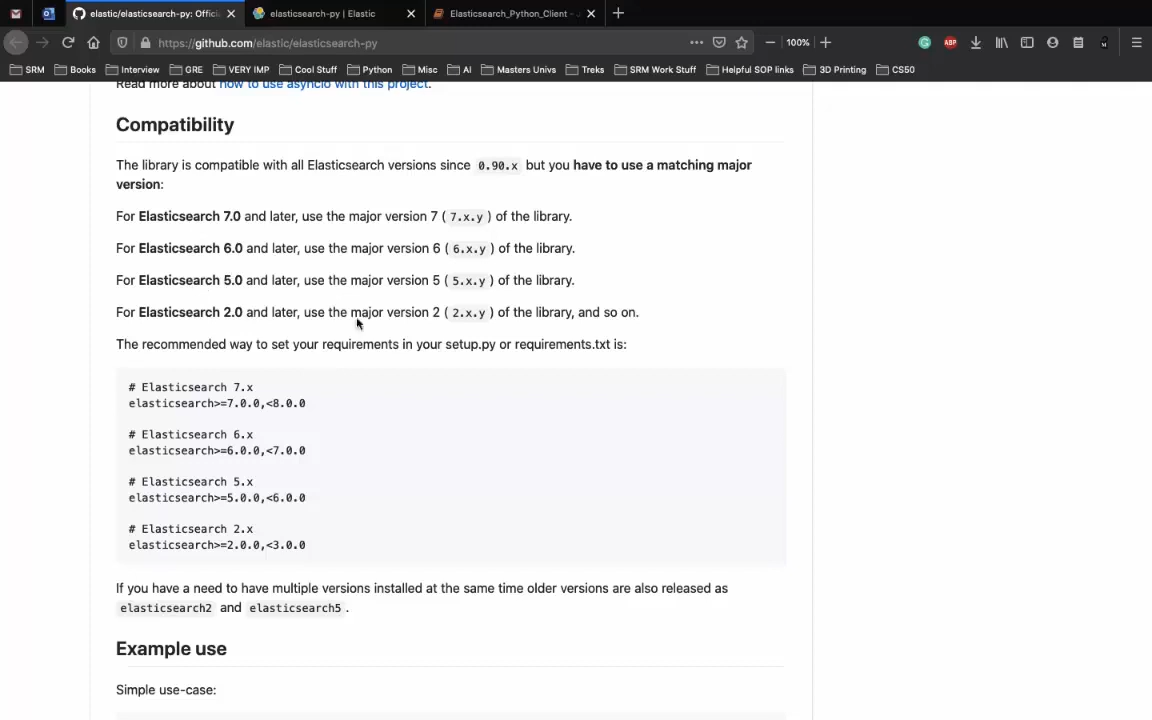 elastic/elasticsearch-py: Offici
elasticsearch-py | Elastic
Elasticsearch_Python_Client - J
https://github.com/elastic/elasticsearch-py
100%
SRM Books Interview GRE VERY IMP Cool Stuff Python Misc AI Masters Univs Treks SRM Work Stuff Helpful SOP links 3D Printing CS50
Read more about how to use asyncio with this project.
Compatibility
The library is compatible with all Elasticsearch versions since 0.90.x but you have to use a matching major
version:
For Elasticsearch 7.0 and later, use the major version 7 ( 7.x.y ) of the library.
For Elasticsearch 6.0 and later, use the major version 6 ( 6.x.y ) of the library.
For Elasticsearch 5.0 and later, use the major version 5 ( 5.x.y ) of the library.
For Elasticsearch 2.0 and later, use the major version 2 ( 2.x.y ) of the library, and so on.
The recommended way to set your requirements in your setup.py or requirements.txt is:
# Elasticsearch 7.x
elasticsearch>=7.0.0,<8.0.0
# Elasticsearch 6.x
elasticsearch>=6.0.0,<7.0.0
# Elasticsearch 5.x
elasticsearch>=5.0.0,<6.0.0
# Elasticsearch 2.x
elasticsearch>=2.0.0,<3.0.0
If you have a need to have multiple versions installed at the same time older versions are also released as
elasticsearch2 and elasticsearch5 .
Example use
Simple use-case: